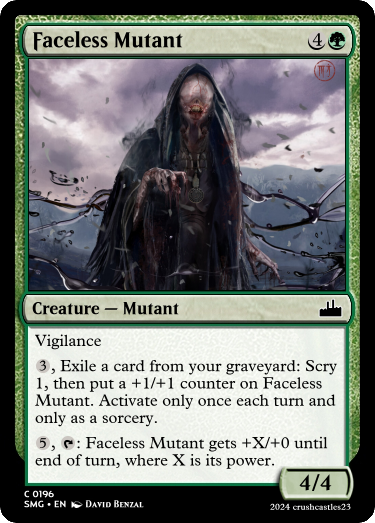 Faceless Mutant 4
Creature — Mutant
Vigilance
3, Exile a card from your graveyard: Scry
1, then put a +1/+1 counter on Faceless
Mutant. Activate only once each turn and
only as a sorcery.
5, : Faceless Mutant gets +X/+0 until
end of turn, where X is its power.
4/4
C 0196
SMG • EN David Benzal
2024 crushcastles23